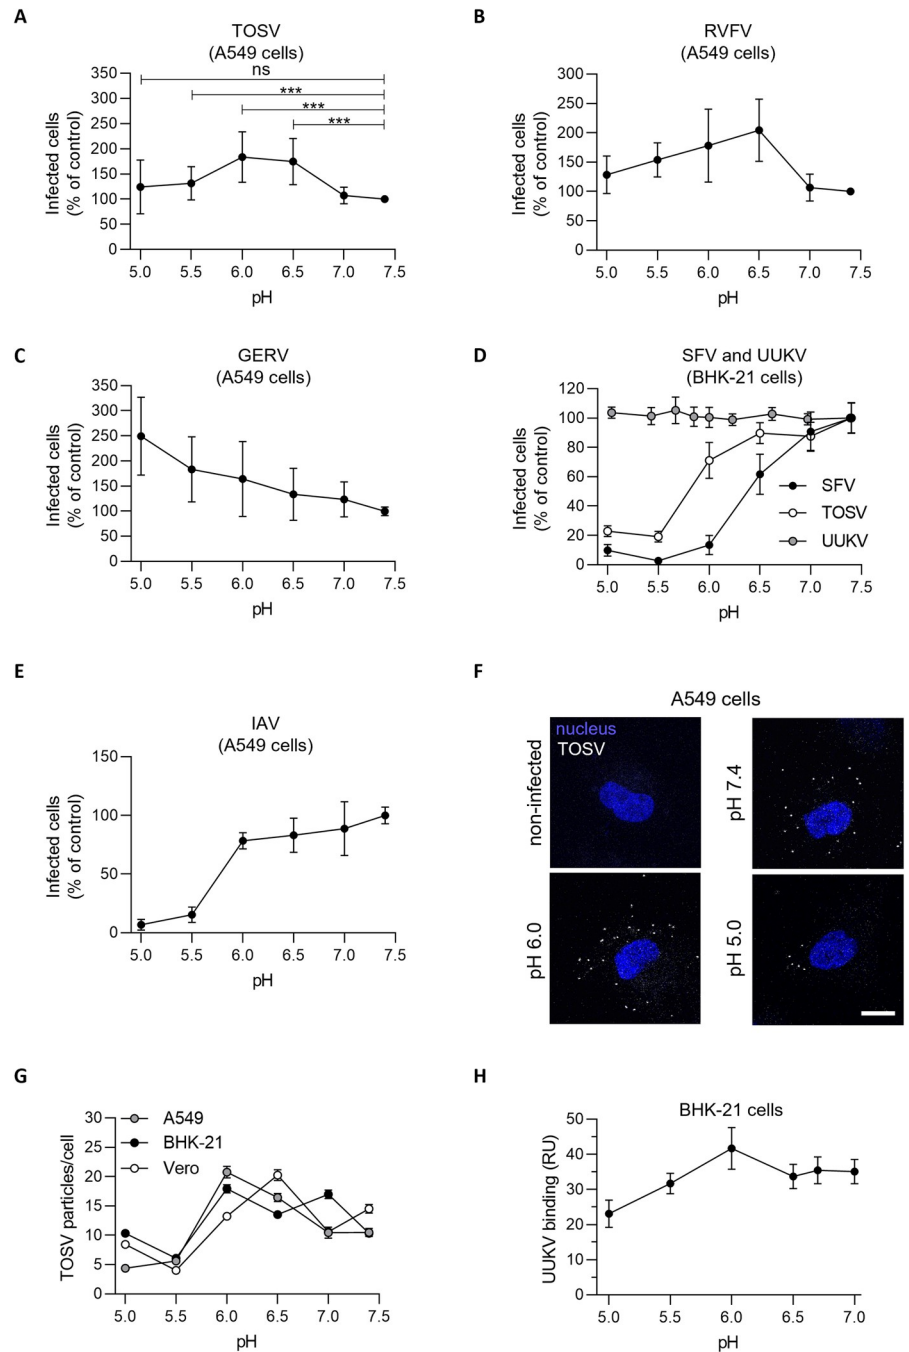 A
TOSV
(A549 cells)
ns
***
***
***
350
300
250
200
150
100
50
0
Infected cells
(% of control)
5.0 5.5 6.0 6.5 7.0 7.5
pH
B
RVFV
(A549 cells)
300
250
200
150
100
50
0
Infected cells
(% of control)
5.0 5.5 6.0 6.5 7.0 7.5
pH
C
GERV
(A549 cells)
350
300
250
200
150
100
50
0
Infected cells
(% of control)
5.0 5.5 6.0 6.5 7.0 7.5
pH
D
SFV and UUKV
(BHK-21 cells)
120
100
80
60
40
20
0
Infected cells
(% of control)
SFV
TOSV
UUKV
5.0 5.5 6.0 6.5 7.0 7.5
pH
E
IAV
(A549 cells)
150
100
50
0
Infected cells
(% of control)
5.0 5.5 6.0 6.5 7.0 7.5
pH
F
A549 cells
non-infected
nucleus
TOSV
pH 7.4
pH 6.0
pH 5.0
G
A549
BHK-21
Vero
30
25
20
15
10
5
0
TOSV particles/cell
5.0 5.5 6.0 6.5 7.0 7.5
pH
H
BHK-21 cells
50
40
30
20
10
0
UUKV binding (RU)
5.0 5.5 6.0 6.5 7.0
pH